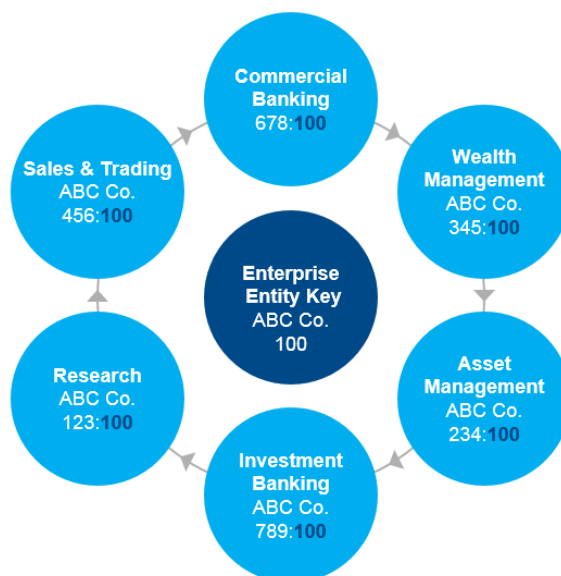 Commercial
Banking
678:100
Sales & Trading
ABC Co.
456:100
Wealth
Management
ABC Co.
345:100
Enterprise
Entity Key
ABC Co.
100
Research
ABC Co.
123:100
Asset
Management
ABC Co.
234:100
Investment
Banking
ABC Co.
789:100